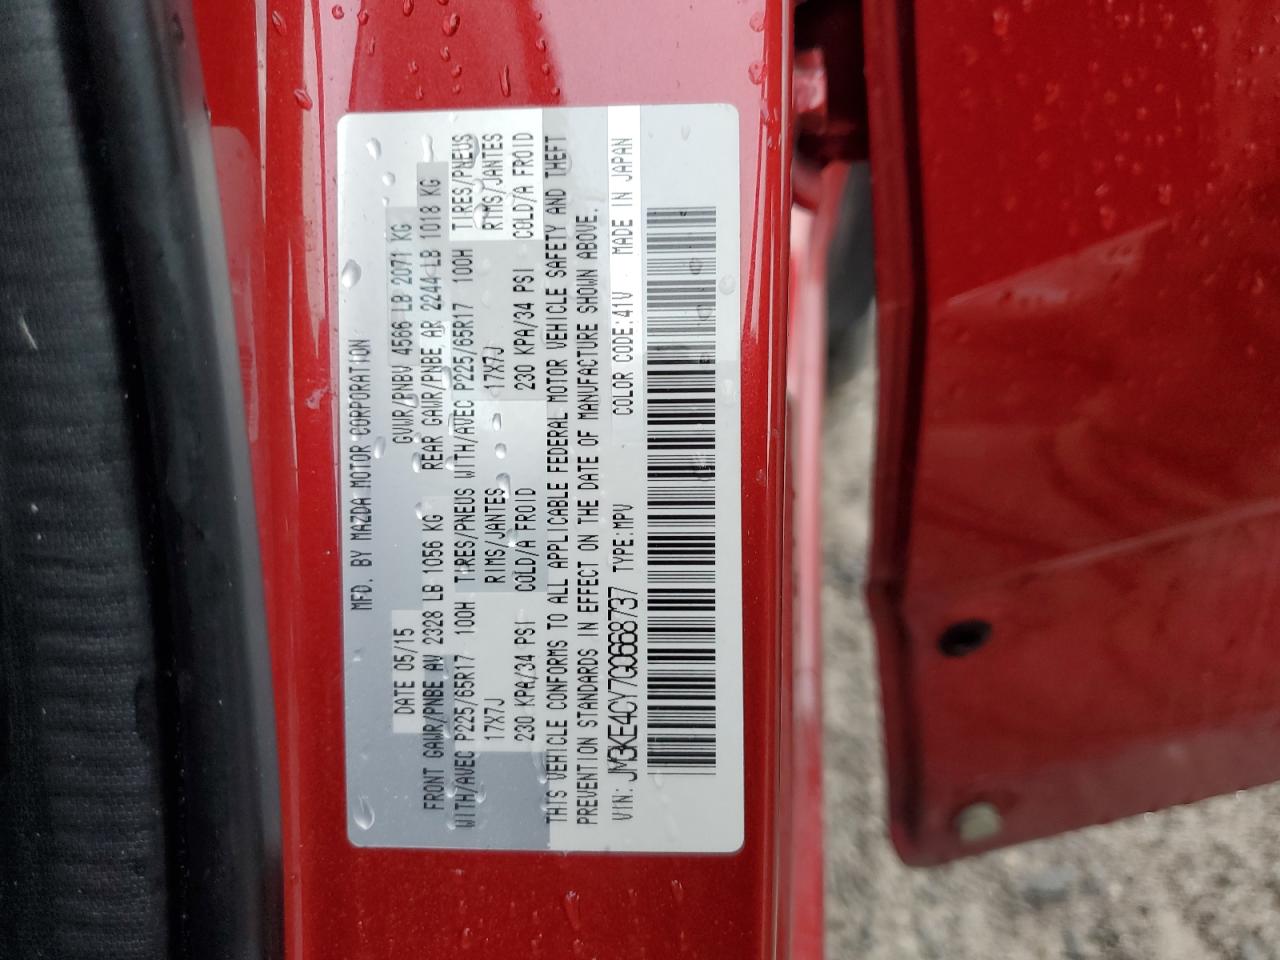 MFD. BY MAZDA MOTOR CORPORATION
DATE 05/15 GVWR/PNBV 4566 LB 2071 KG
FRONT GAWR/PNBE AV 2328 LB 1056 KG REAR GAWR/PNBE AR 2244 LB 1018 KG
WITH/AVEC P225/65R17 100H TIRES/PNEUS WITH/AVEC P225/65R17 100H TIRES/PNEUS
17X7J RIMS/JANTES 17X7J RIMS/JANTES
230 KPA/34 PSI COLD/A FROID 230 KPA/34 PSI COLD/A FROID
THIS VEHICLE CONFORMS TO ALL APPLICABLE FEDERAL MOTOR VEHICLE SAFETY AND THEFT
PREVENTION STANDARDS IN EFFECT ON THE DATE OF MANUFACTURE SHOWN ABOVE.
VIN: JM3KE4CY7G0668737 TYPE:MPV COLOR CODE:41V MADE IN JAPAN